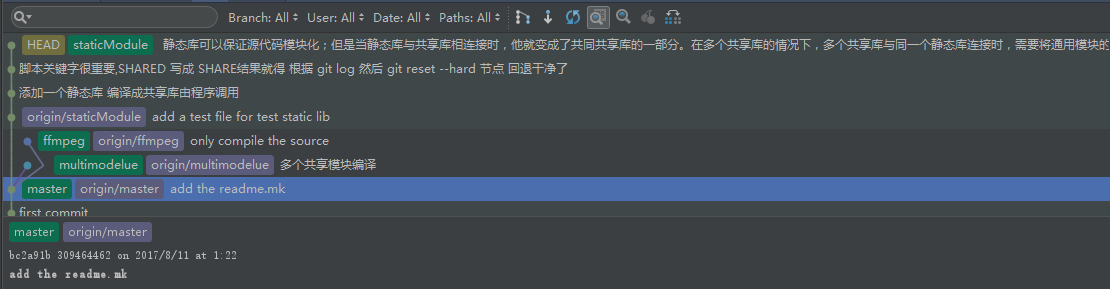 Branch: All User: All Date: All Paths: All
HEAD staticModule 静态库可以保证源代码模块化；但是当静态库与共享库相连接时，他就变成了共同共享库的一部分。在多个共享库的情况下，多个共享库与同一个静态库连接时，需要将通用模块的
脚本关键字很重要,SHARED 写成 SHARE结果就得 根据 git log 然后 git reset --hard 节点 回退干净了
添加一个静态库 编译成共享库由程序调用
origin/staticModule add a test file for test static lib
ffmpeg origin/ffmpeg only compile the source
multimodelue origin/multimodelue 多个共享模块编译
master origin/master add the readme.mk
first commit
master origin/master
bc2a91b 309464462 on 2017/8/11 at 1:22
add the readme.mk